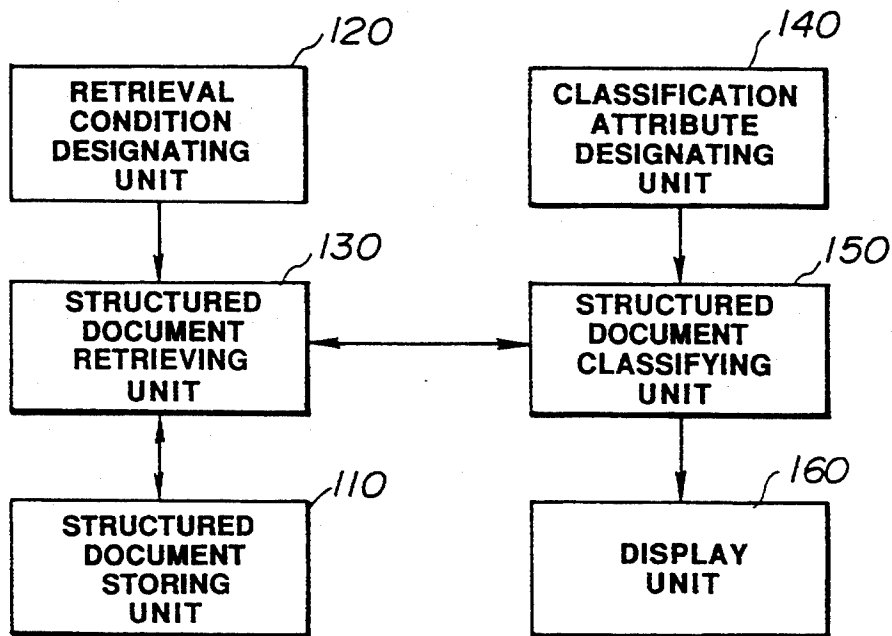 120
RETRIEVAL
CONDITION
DESIGNATING
UNIT
140
CLASSIFICATION
ATTRIBUTE
DESIGNATING
UNIT
130
STRUCTURED
DOCUMENT
RETRIEVING
UNIT
150
STRUCTURED
DOCUMENT
CLASSIFYING
UNIT
110
STRUCTURED
DOCUMENT
STORING
UNIT
160
DISPLAY
UNIT